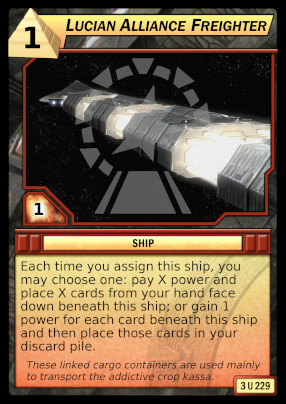 1
LUCIAN ALLIANCE FREIGHTER
1
SHIP
Each time you assign this ship, you
may choose one: pay X power and
place X cards from your hand face
down beneath this ship; or gain 1
power for each card beneath this ship
and then place those cards in your
discard pile.
These linked cargo containers are used mainly
to transport the addictive crop kassa.
3 U 229